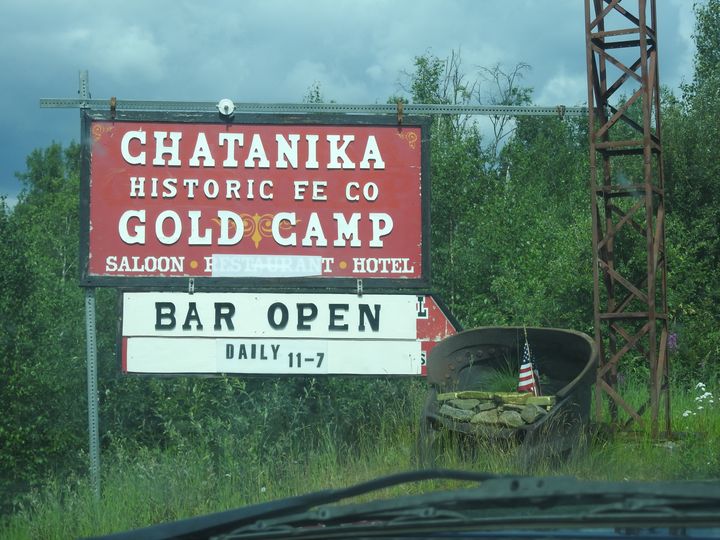 CHATANIKA
HISTORIC FE CO
GOLD CAMP
SALOON • RESTAURANT • HOTEL
BAR OPEN
DAILY 11-7
L
S